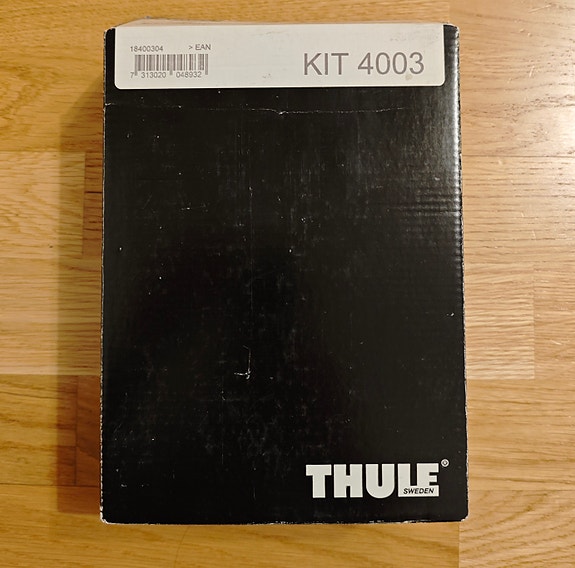 18400304 > EAN
7 313020 048932
KIT 4003
THULE®
SWEDEN